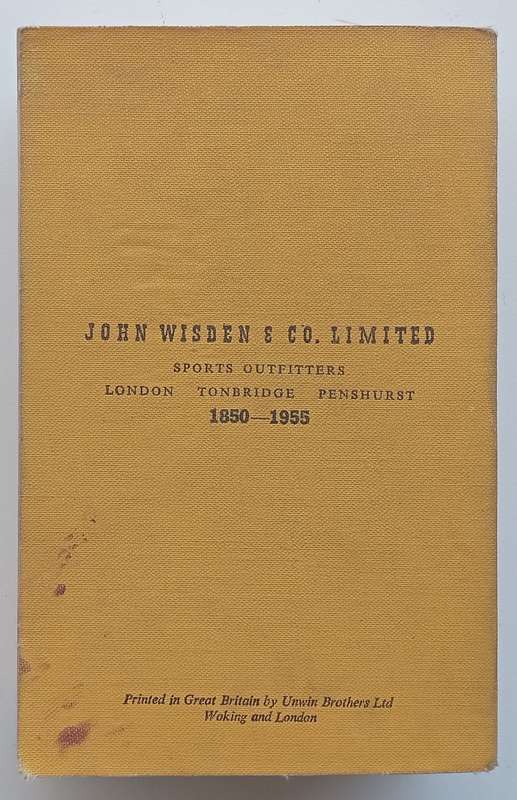 JOHN WISDEN & CO. LIMITED
SPORTS OUTFITTERS
LONDON TONBRIDGE PENSHURST
1850—1955
Printed in Great Britain by Unwin Brothers Ltd
Woking and London